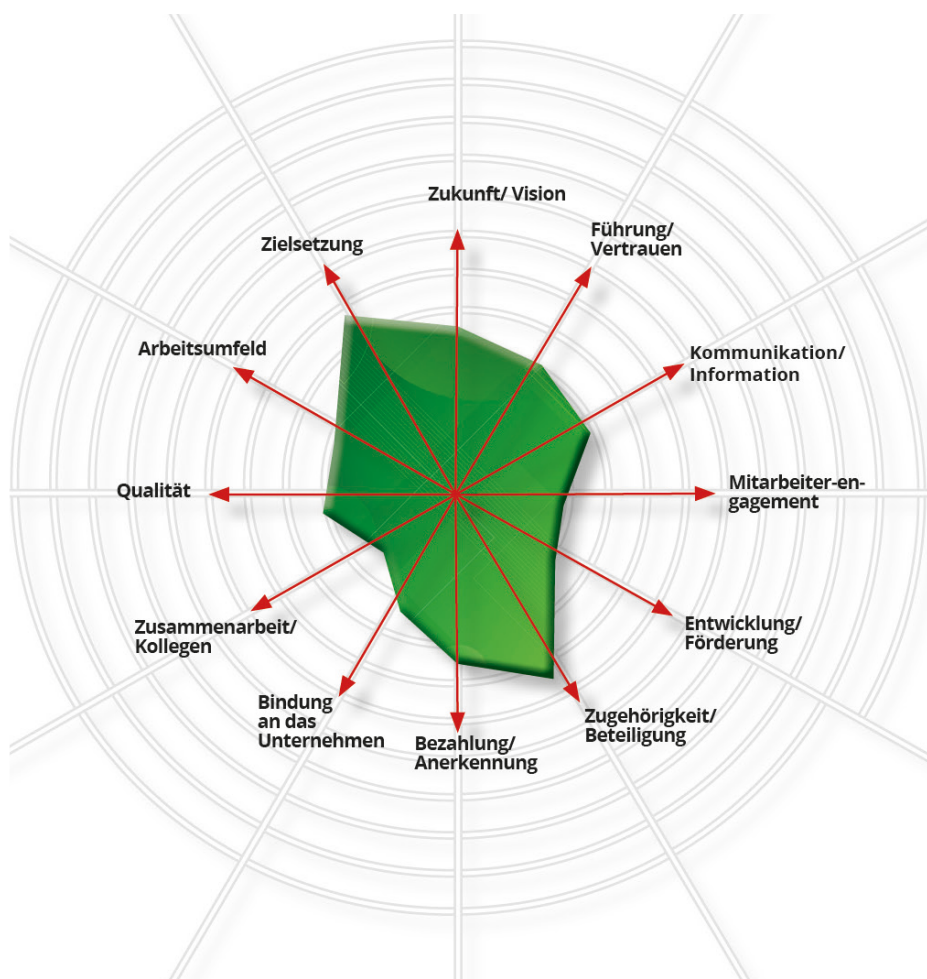 Zukunft/ Vision
Führung/
Vertrauen
Zielsetzung
Kommunikation/
Information
Arbeitsumfeld
Mitarbeiter-en-
gagement
Qualität
Entwicklung/
Förderung
Zusammenarbeit/
Kollegen
Zugehörigkeit/
Beteiligung
Bindung
an das
Unternehmen
Bezahlung/
Anerkennung